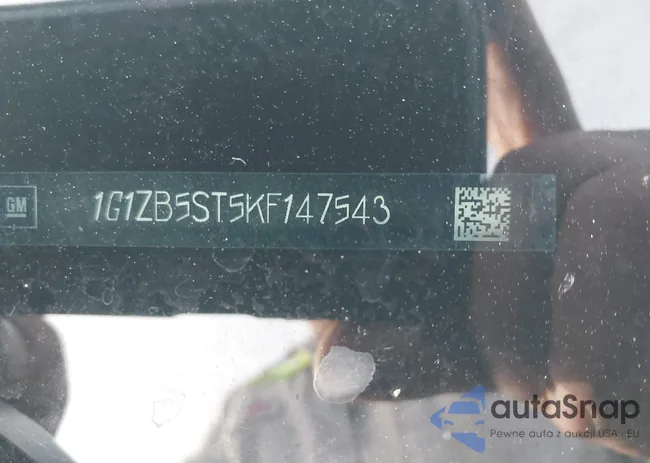 GM 1G1ZB5ST5KF147543
autaSnap
Pewne auta z aukcji USA i EU